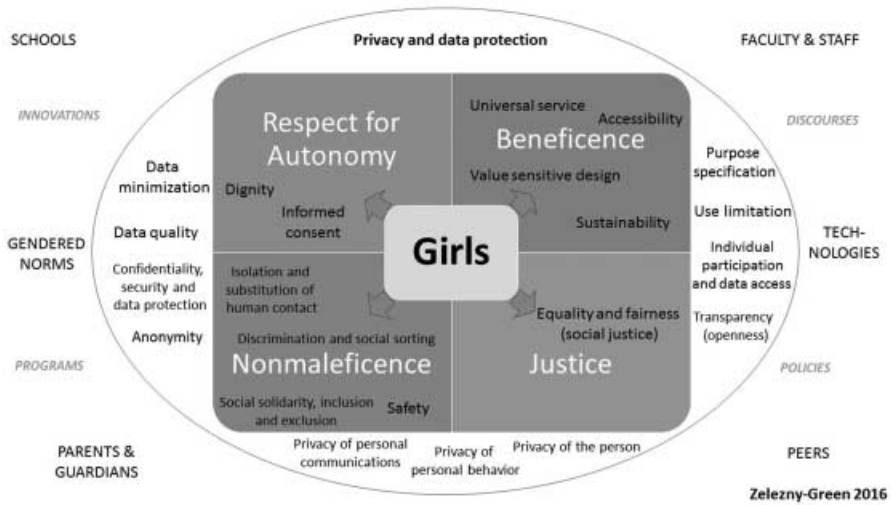 SCHOOLS
Privacy and data protection
FACULTY & STAFF
INNOVATIONS
DISCOURSES
Respect for
Autonomy
Dignity
Informed
consent
Universal service
Accessibility
Beneficence
Value sensitive design
Sustainability
Data
minimization
Data quality
Confidentiality,
security and
data protection
Anonymity
Purpose
specification
Use limitation
Individual
participation
and data access
Transparency
(openness)
GENDERED
NORMS
Girls
TECH-
NOLOGIES
Isolation and
substitution of
human contact
Discrimination and social sorting
Nonmaleficence
Social solidarity, inclusion
and exclusion
Safety
Equality and fairness
(social justice)
Justice
PROGRAMS
POLICIES
Privacy of personal
communications
Privacy of
personal behavior
Privacy of the person
PARENTS &
GUARDIANS
PEERS
Zelezny-Green 2016